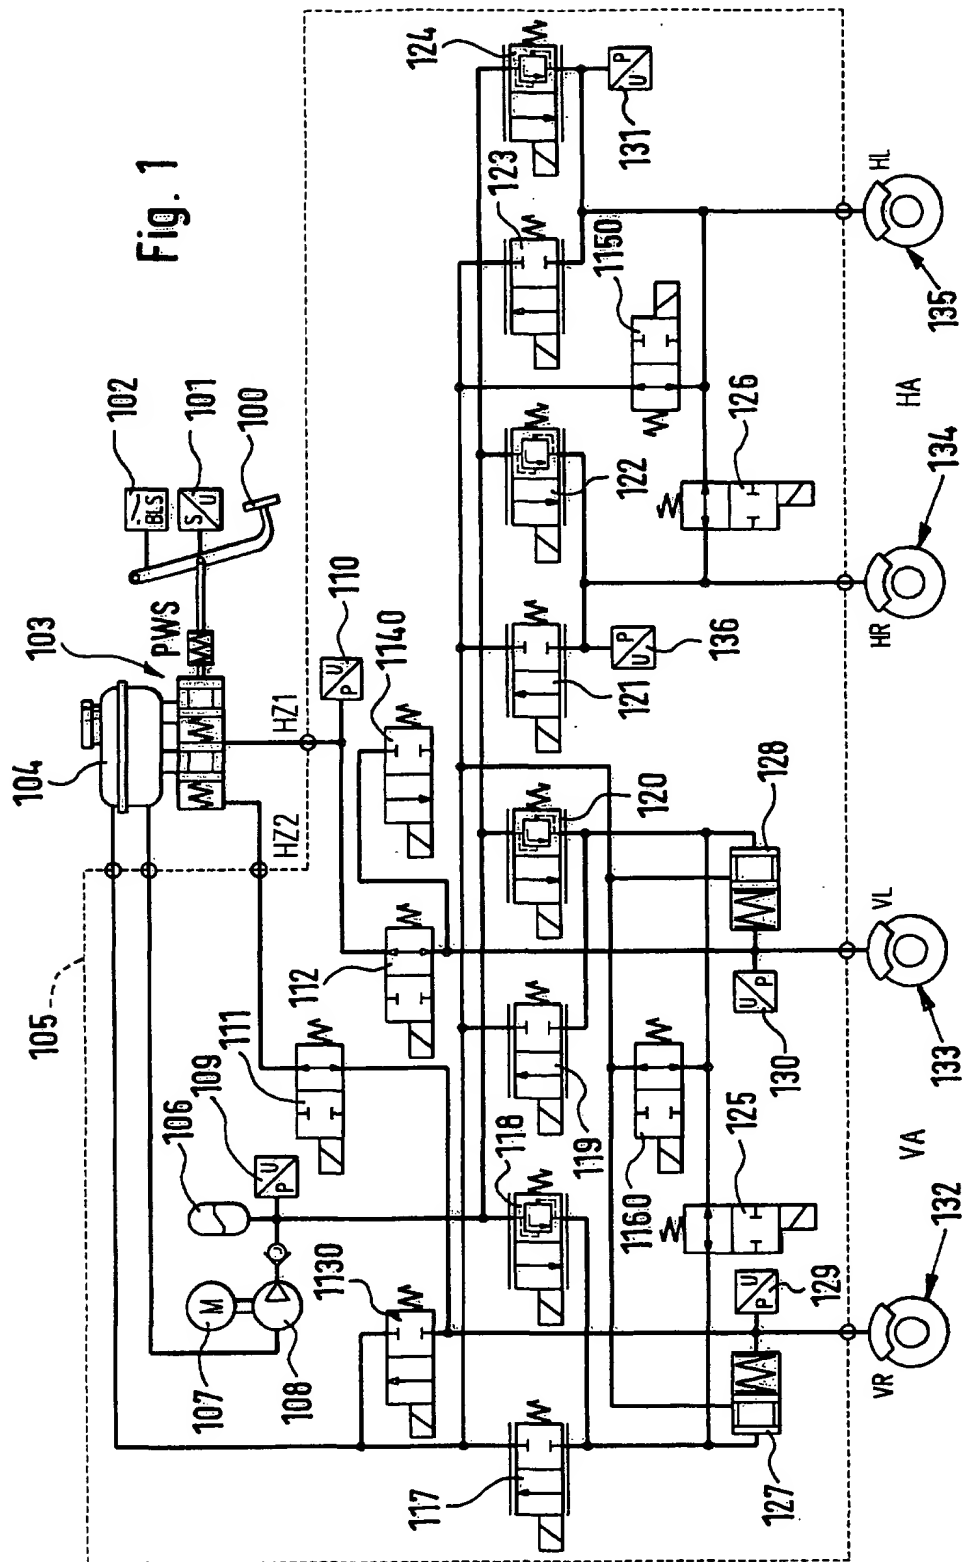 Fig. 1
102
BLS
101
S U
100
103
PWS
104
HZ1
HZ2
105
110
P U
1140
112
111
109
P U
106
M
107
108
1130
124
123
131
U P
1150
122
126
121
136
U P
120
128
119
118
1160
125
117
127
129
P U
130
U P
VR
132
VA
VL
133
HR
134
HA
HL
135